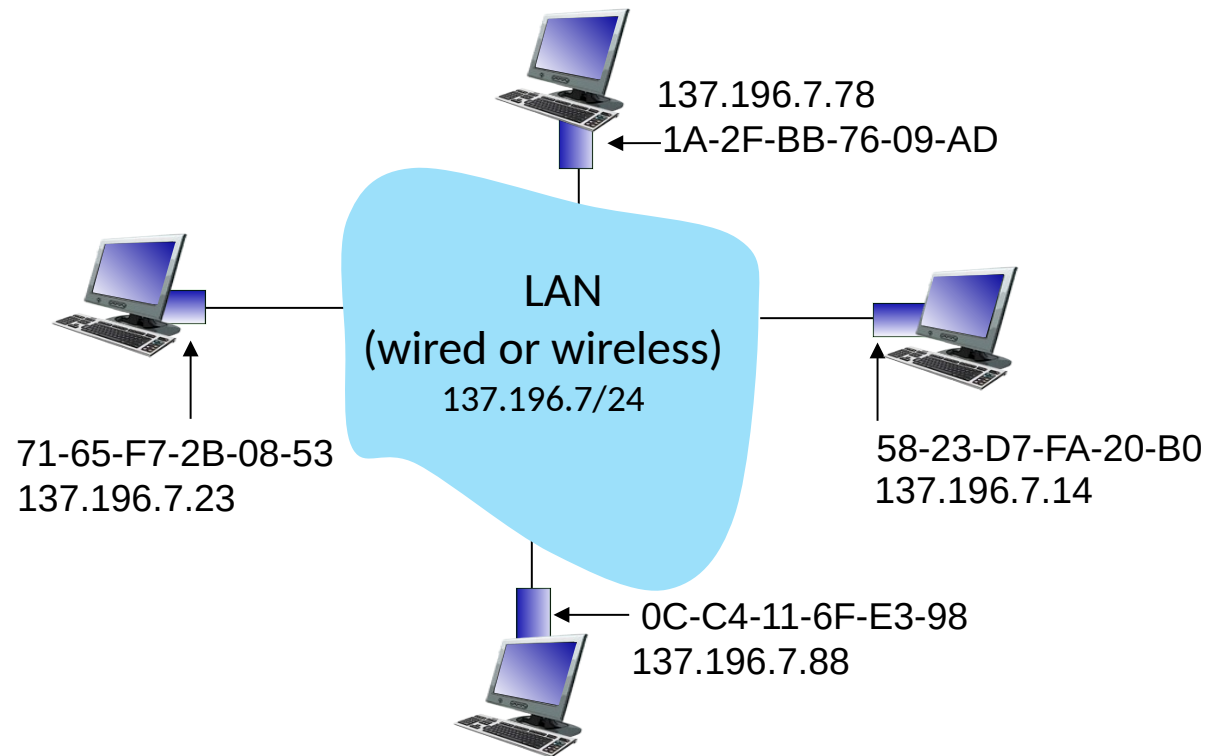 137.196.7.78
1A-2F-BB-76-09-AD
LAN
(wired or wireless)
137.196.7/24
71-65-F7-2B-08-53
137.196.7.23
58-23-D7-FA-20-B0
137.196.7.14
0C-C4-11-6F-E3-98
137.196.7.88